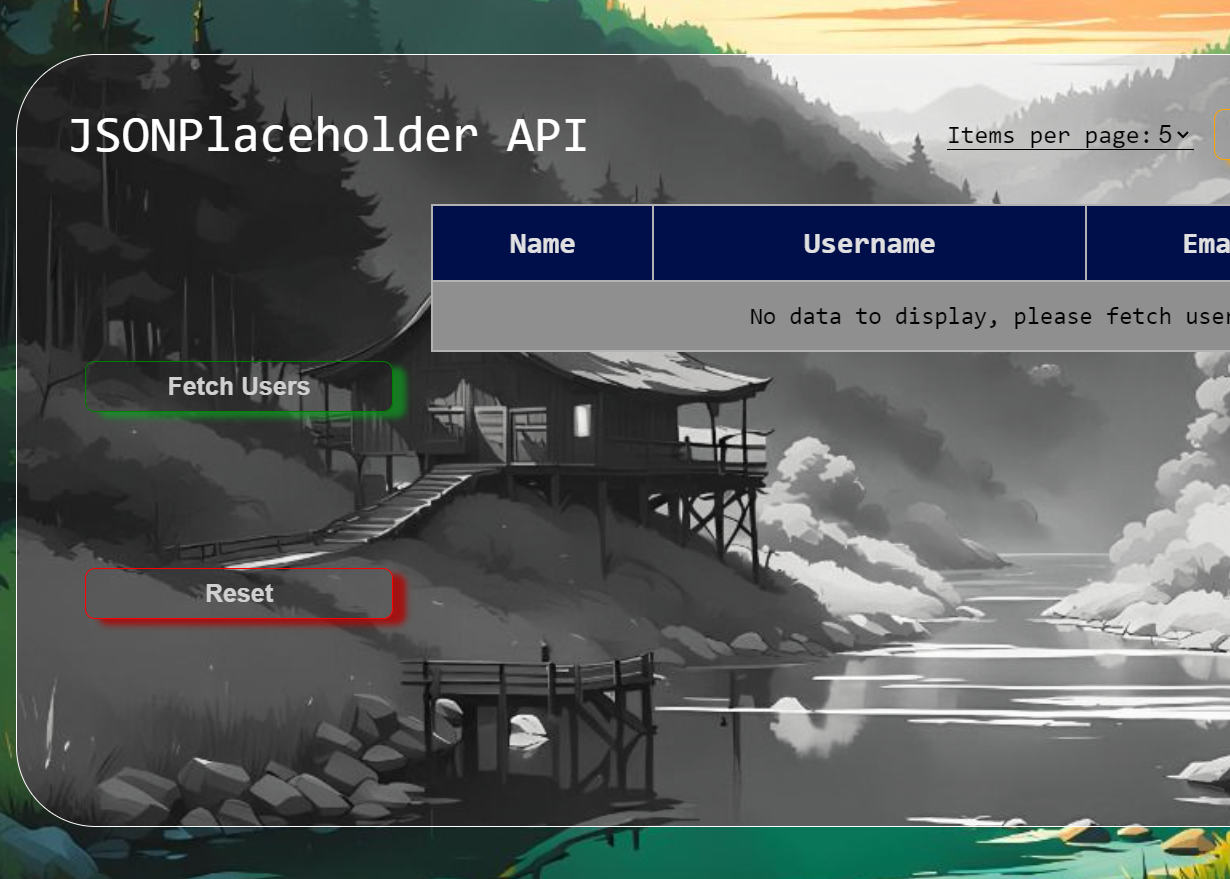 JSONPlaceholder API
Items per page: 5
Name Username
No data to display, please fetch
Fetch Users
Reset